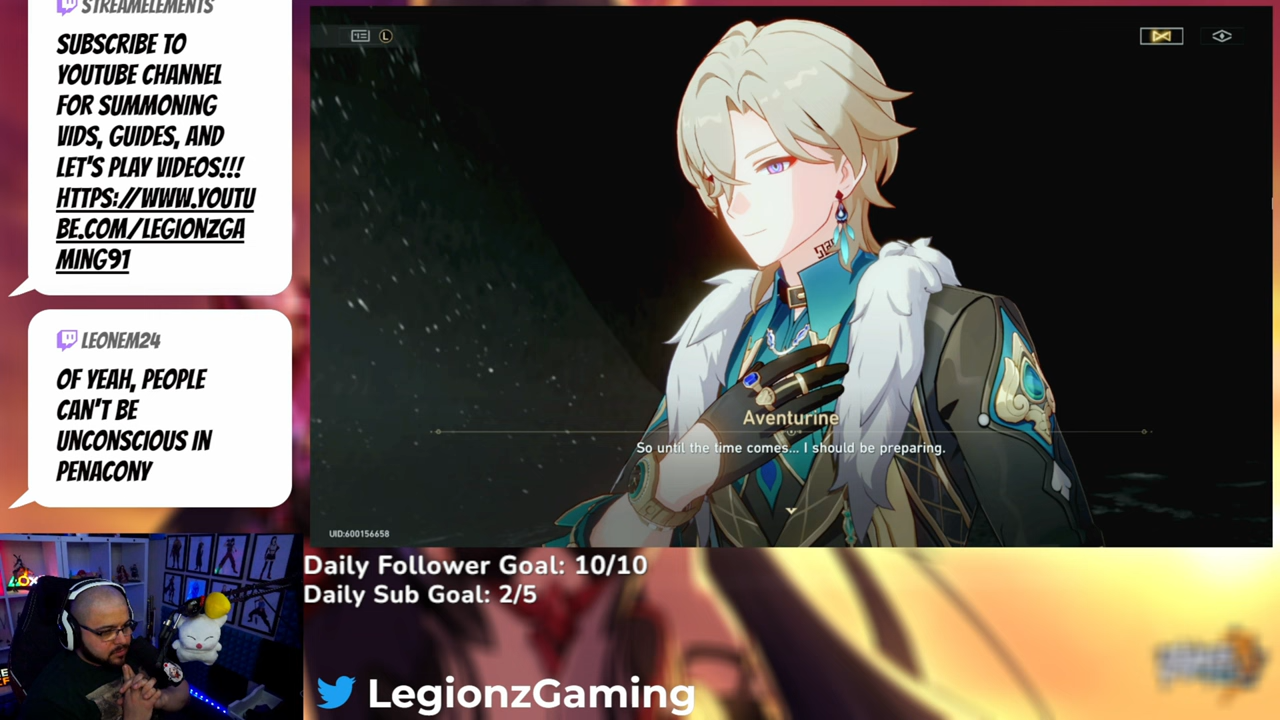 STREAMELEMENTS
SUBSCRIBE TO
YOUTUBE CHANNEL
FOR SUMMONING
VIDS, GUIDES, AND
LET'S PLAY VIDEOS!!!
HTTPS://WWW.YOUTU
BE.COM/LEGIONZGA
MING91
LEONEM24
OF YEAH, PEOPLE
CAN'T BE
UNCONSCIOUS IN
PENACONY
L
Aventurine
So until the time comes... I should be preparing.
UID:600156658
Daily Follower Goal: 10/10
Daily Sub Goal: 2/5
LegionzGaming